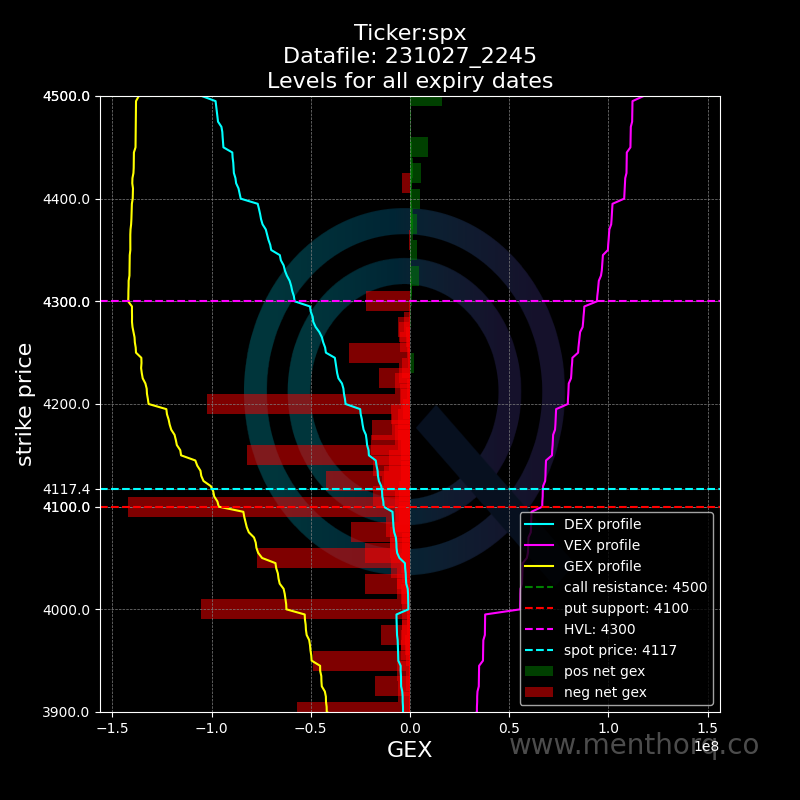 Ticker:spx
Datafile: 231027_2245
Levels for all expiry dates
strike price
4500.0
4400.0
4300.0
4200.0
4117.4
4100.0
4000.0
3900.0
DEX profile
VEX profile
GEX profile
call resistance: 4500
put support: 4100
HVL: 4300
spot price: 4117
pos net gex
neg net gex
−1.5 −1.0 −0.5 0.0 0.5 1.0 1.5
1e8
GEX
www.menthorq.co